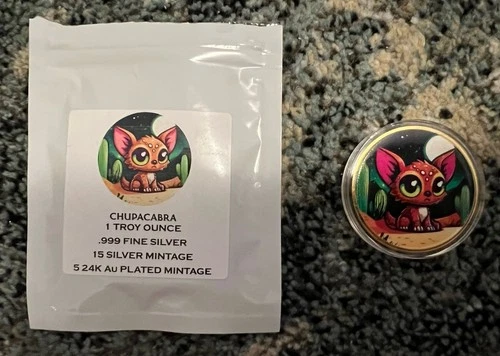 CHUPACABRA
1 TROY OUNCE
.999 FINE SILVER
15 SILVER MINTAGE
5 24K Au PLATED MINTAGE